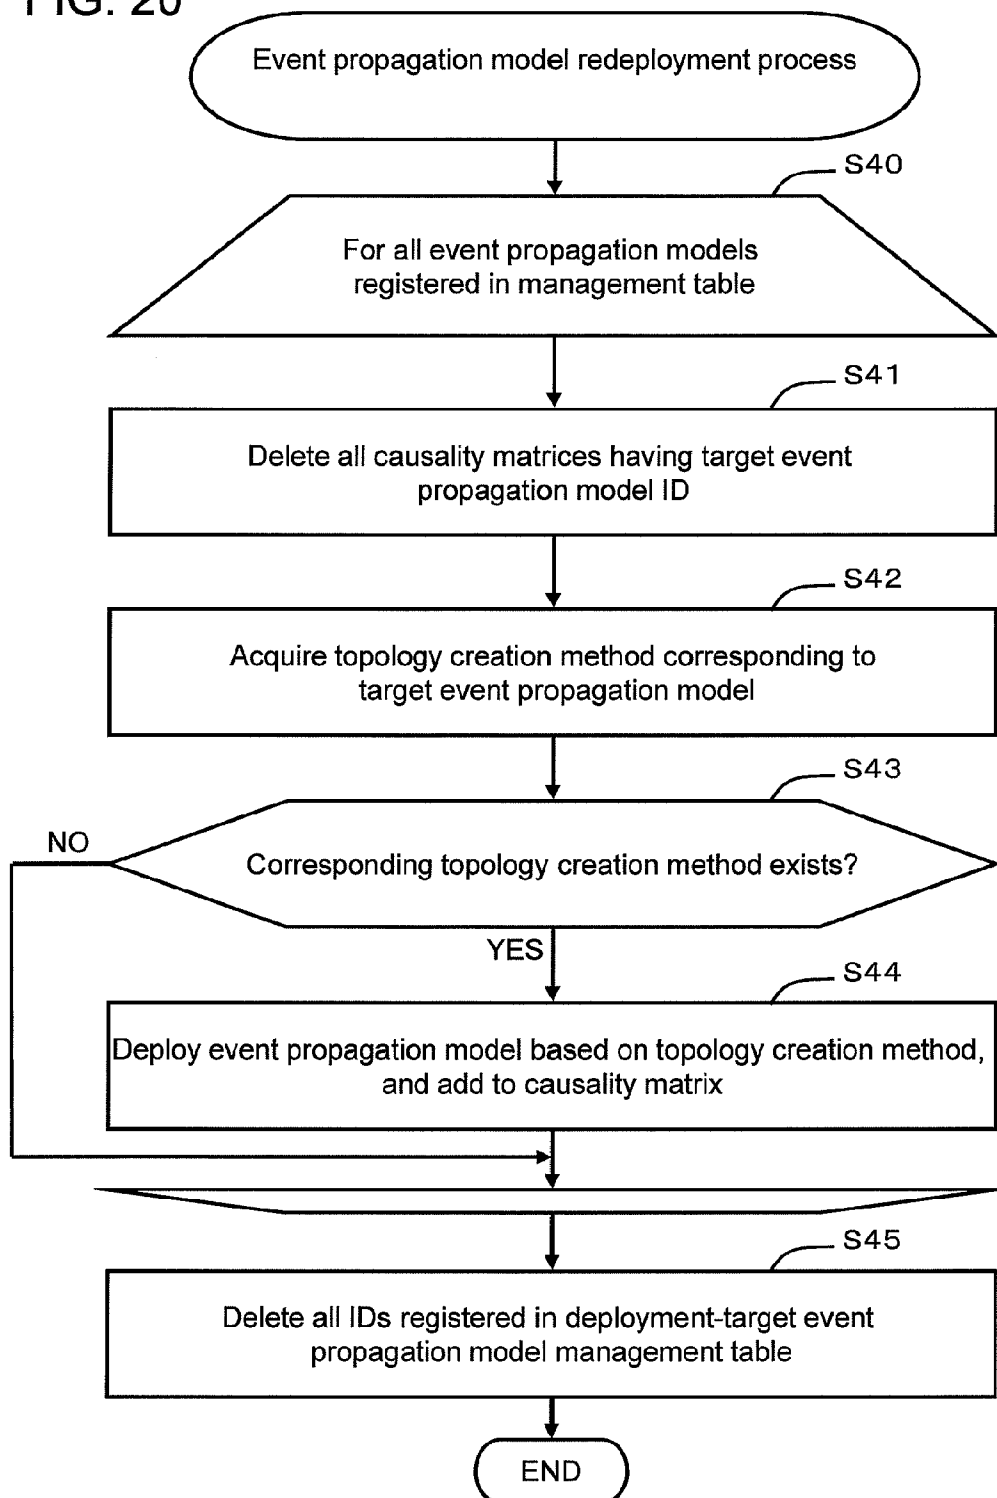 FIG. 20
Event propagation model redeployment process
S40
For all event propagation models
registered in management table
S41
Delete all causality matrices having target event
propagation model ID
S42
Acquire topology creation method corresponding to
target event propagation model
S43
NO
Corresponding topology creation method exists?
YES
S44
Deploy event propagation model based on topology creation method,
and add to causality matrix
S45
Delete all IDs registered in deployment-target event
propagation model management table
END